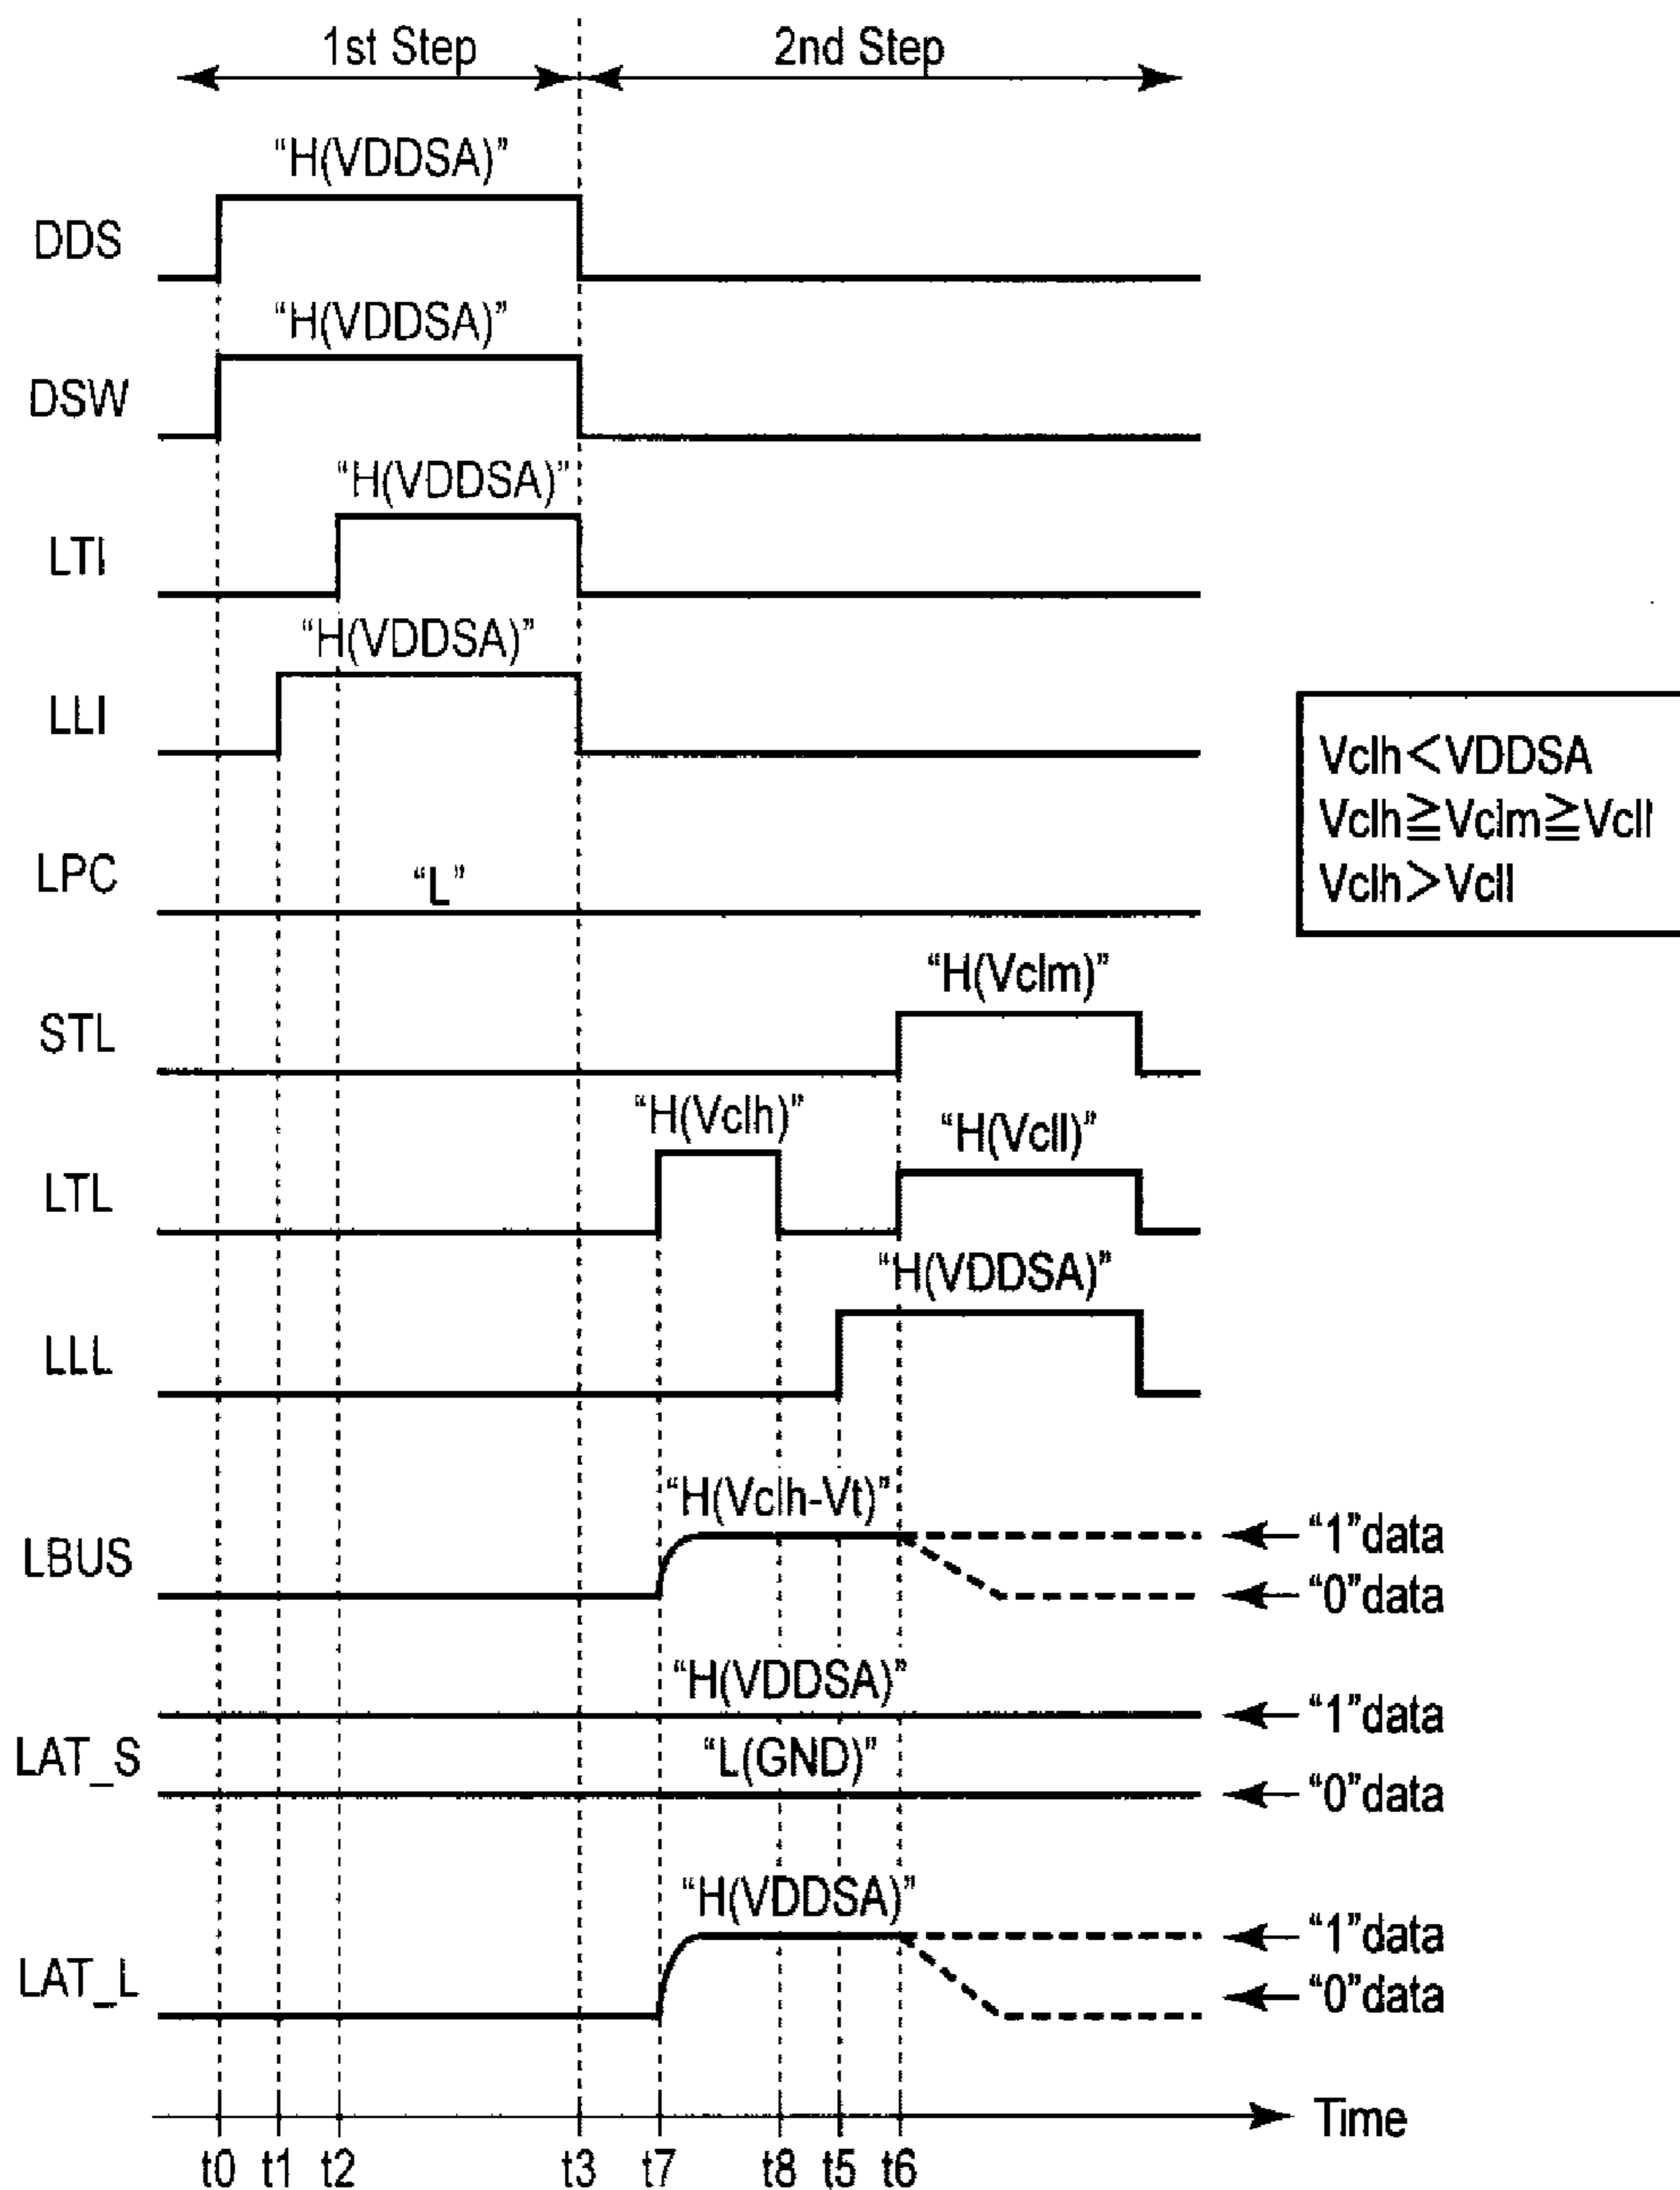 1st Step 2nd Step
“H(VDDSA)”
DDS
“H(VDDSA)”
DSW
“H(VDDSA)”
LTI
“H(VDDSA)”
LLI
Vclh<VDDSA
Vclh≧Vclm≧Vcll
Vclh>Vcll
LPC “L”
“H(Vclm)”
STL
“H(Vclh)” “H(Vcll)”
LTL
“H(VDDSA)”
LLL
“H(Vclh-Vt)”
“1”data
LBUS
“0”data
“H(VDDSA)”
“1”data
LAT_S “L(GND)”
“0”data
“H(VDDSA)”
“1”data
LAT_L
“0”data
Time
t0 t1 t2 t3 t7 t8 t5 t6